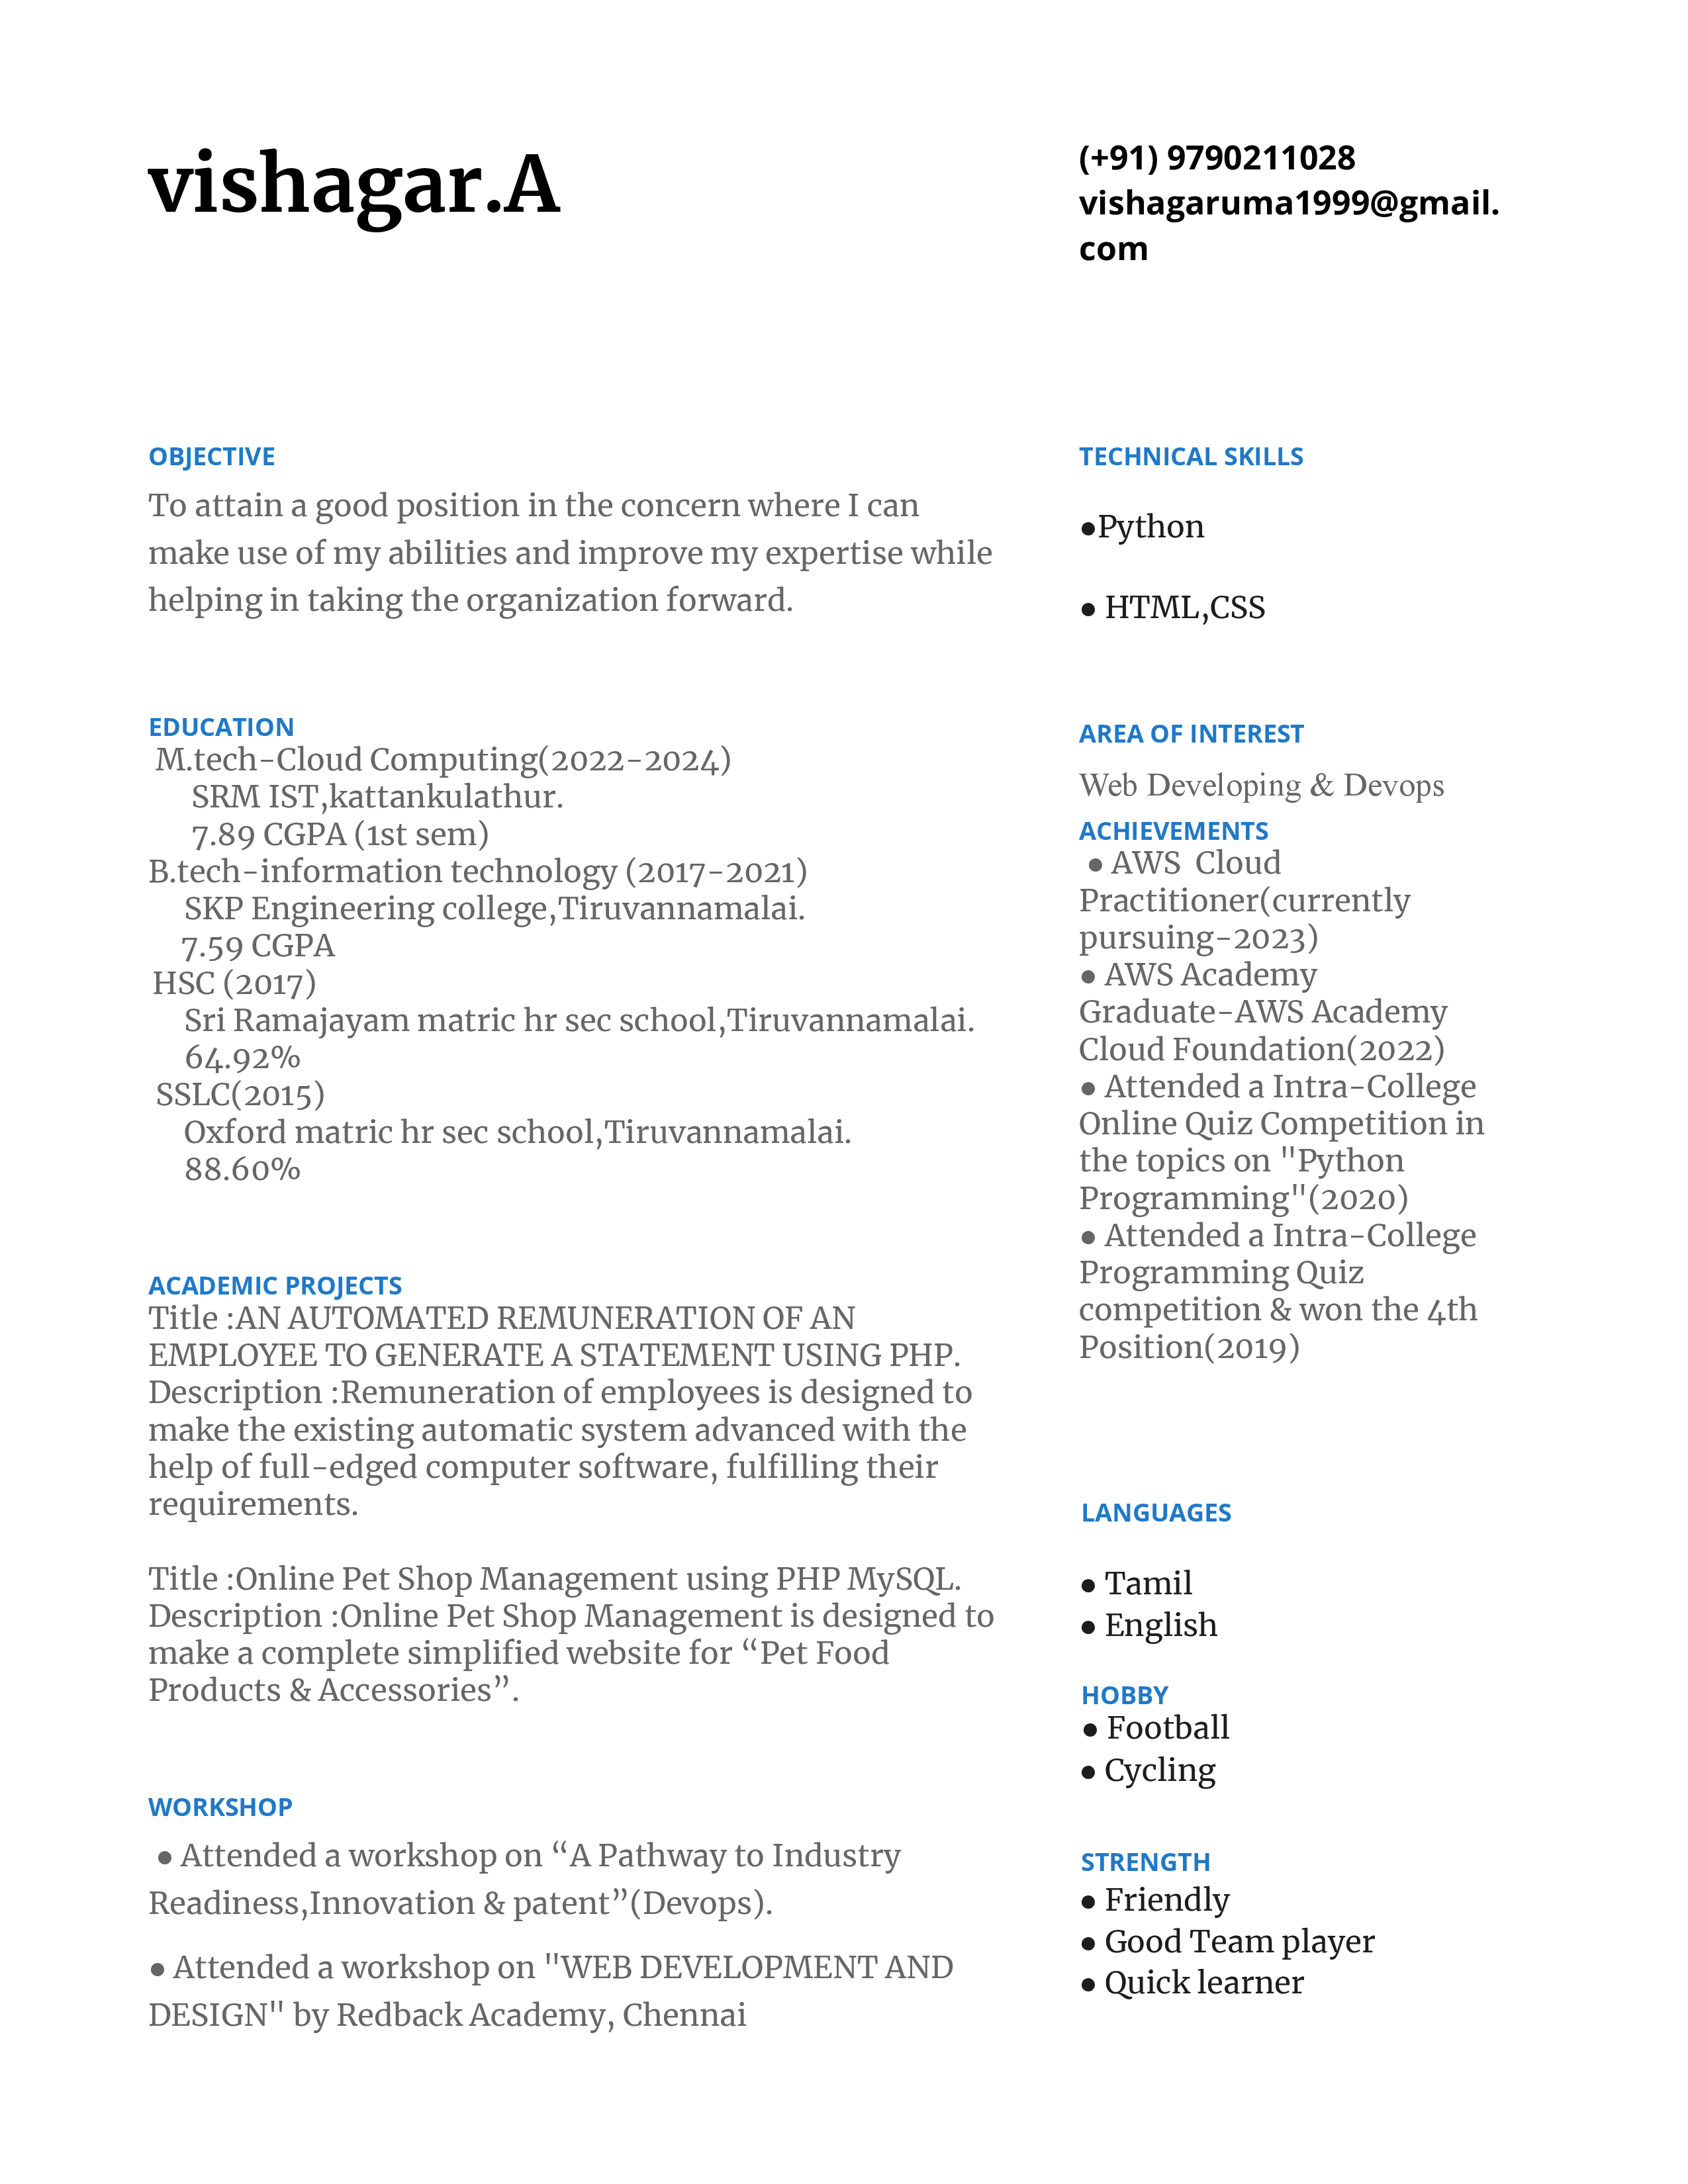 vishagar.A
(+91) 9790211028
vishagaruma1999@gmail.
com
OBJECTIVE
To attain a good position in the concern where I can
make use of my abilities and improve my expertise while
helping in taking the organization forward.
EDUCATION
M.tech-Cloud Computing(2022-2024)
SRM IST,kattankulathur.
7.89 CGPA (1st sem)
B.tech-information technology (2017-2021)
SKP Engineering college,Tiruvannamalai.
7.59 CGPA
HSC (2017)
Sri Ramajayam matric hr sec school,Tiruvannamalai.
64.92%
SSLC(2015)
Oxford matric hr sec school,Tiruvannamalai.
88.60%
ACADEMIC PROJECTS
Title :AN AUTOMATED REMUNERATION OF AN
EMPLOYEE TO GENERATE A STATEMENT USING PHP.
Description :Remuneration of employees is designed to
make the existing automatic system advanced with the
help of full-edged computer software, fulfilling their
requirements.
Title :Online Pet Shop Management using PHP MySQL.
Description :Online Pet Shop Management is designed to
make a complete simplified website for “Pet Food
Products & Accessories”.
WORKSHOP
● Attended a workshop on “A Pathway to Industry
Readiness,Innovation & patent”(Devops).
● Attended a workshop on "WEB DEVELOPMENT AND
DESIGN" by Redback Academy, Chennai
TECHNICAL SKILLS
●Python
● HTML,CSS
AREA OF INTEREST
Web Developing & Devops
ACHIEVEMENTS
● AWS  Cloud
Practitioner(currently
pursuing-2023)
● AWS Academy
Graduate-AWS Academy
Cloud Foundation(2022)
● Attended a Intra-College
Online Quiz Competition in
the topics on "Python
Programming"(2020)
● Attended a Intra-College
Programming Quiz
competition & won the 4th
Position(2019)
LANGUAGES
● Tamil
● English
HOBBY
● Football
● Cycling
STRENGTH
● Friendly
● Good Team player
● Quick learner